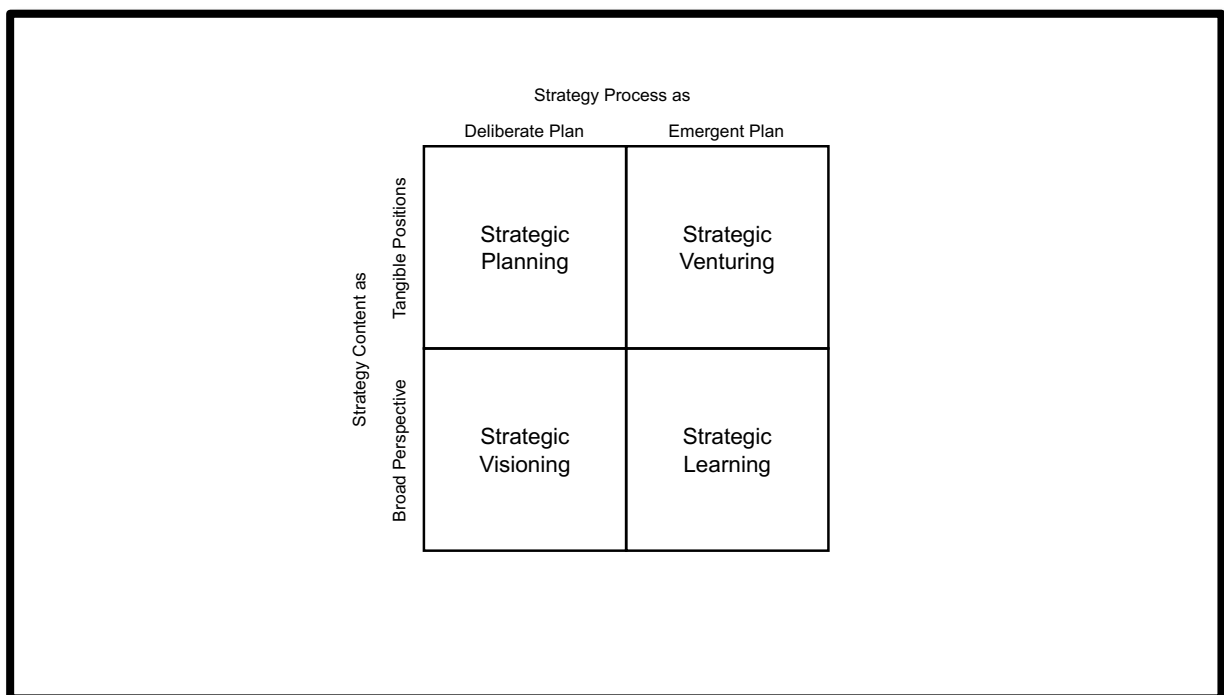 Strategy Process as
Deliberate Plan
Emergent Plan
Strategy Content as
Tangible Positions
Strategic
Planning
Strategic
Venturing
Broad Perspective
Strategic
Visioning
Strategic
Learning